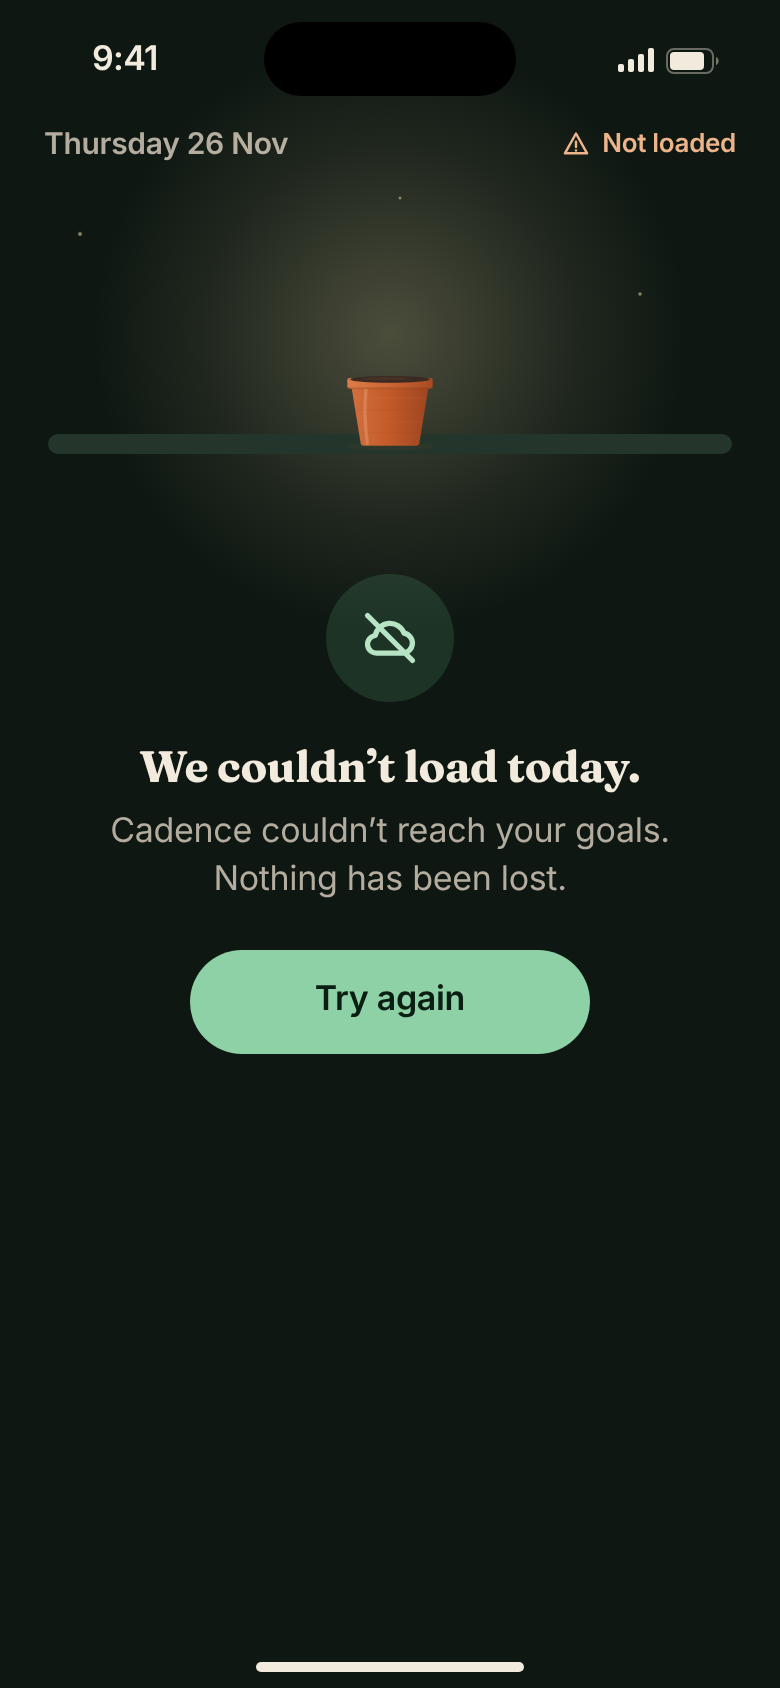 9:41
Thursday 26 Nov
Not loaded
We couldn’t load today.
Cadence couldn’t reach your goals.
Nothing has been lost.
Try again